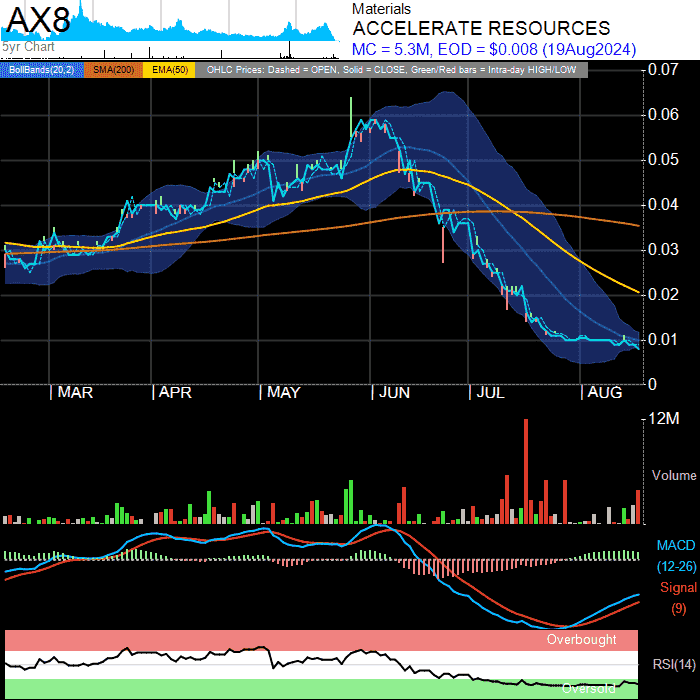 AX8
Materials
ACCELERATE RESOURCES
5yr Chart
MC = 5.3M, EOD = $0.008 (19Aug2024)
BollBands(20,2) SMA(200) EMA(50) OHLC Prices: Dashed = OPEN, Solid = CLOSE, Green/Red bars = Intra-day HIGH/LOW
0.07
0.06
0.05
0.04
0.03
0.02
0.01
0
MAR APR MAY JUN JUL AUG
12M
Volume
MACD
(12-26)
Signal
(9)
Overbought
RSI(14)
Oversold